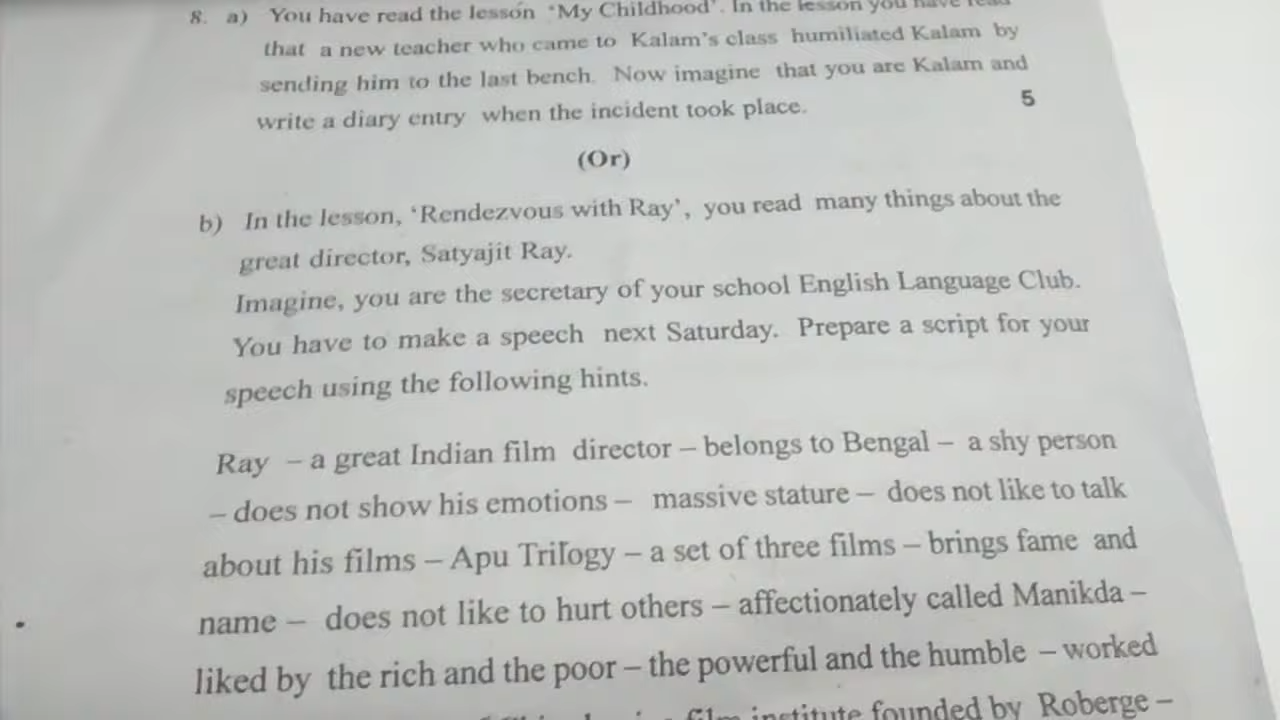 8. a) You have read the lesson 'My Childhood'. In the lesson you have read
that a new teacher who came to Kalam's class humiliated Kalam by
sending him to the last bench. Now imagine that you are Kalam and
write a diary entry when the incident took place. 5
(Or)
b) In the lesson, 'Rendezvous with Ray', you read many things about the
great director, Satyajit Ray.
Imagine, you are the secretary of your school English Language Club.
You have to make a speech next Saturday. Prepare a script for your
speech using the following hints.
Ray – a great Indian film director – belongs to Bengal – a shy person
– does not show his emotions – massive stature – does not like to talk
about his films – Apu Trilogy – a set of three films – brings fame and
name – does not like to hurt others – affectionately called Manikda –
liked by the rich and the poor – the powerful and the humble – worked
film institute founded by Roberge –